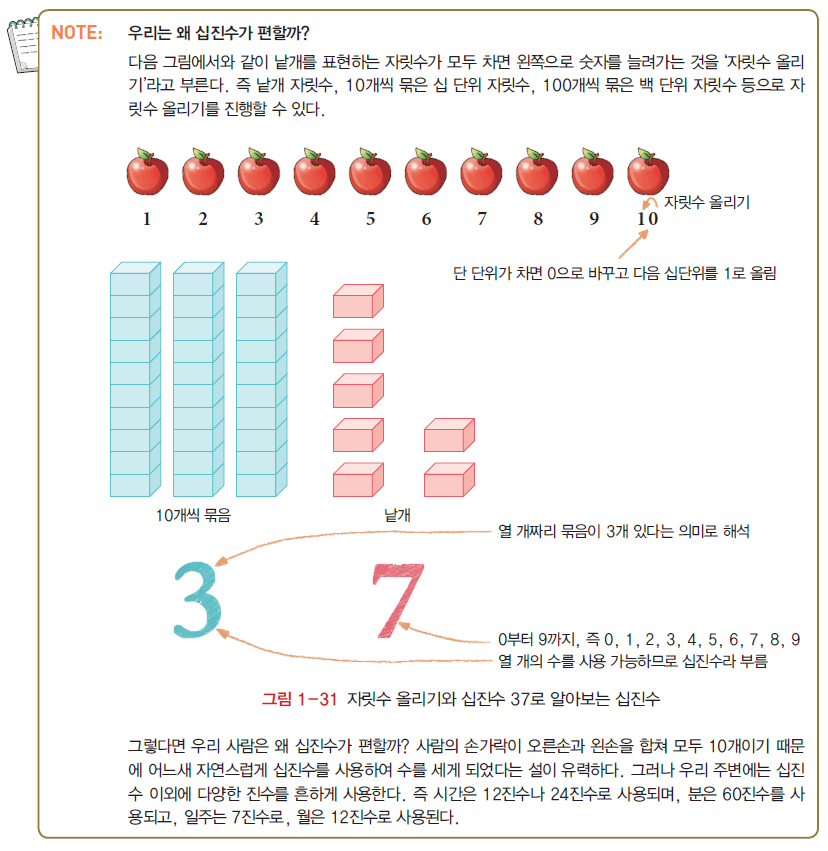 NOTE: 우리는 왜 십진수가 편할까?
다음 그림에서와 같이 낱개를 표현하는 자릿수가 모두 차면 왼쪽으로 숫자를 늘려가는 것을 ‘자릿수 올리
기’라고 부른다. 즉 낱개 자릿수, 10개씩 묶은 십 단위 자릿수, 100개씩 묶은 백 단위 자릿수 등으로 자
릿수 올리기를 진행할 수 있다.
자릿수 올리기
1 2 3 4 5 6 7 8 9 10
단 단위가 차면 0으로 바꾸고 다음 십단위를 1로 올림
10개씩 묶음 낱개
열 개짜리 묶음이 3개 있다는 의미로 해석
3 7
0부터 9까지, 즉 0, 1, 2, 3, 4, 5, 6, 7, 8, 9
열 개의 수를 사용 가능하므로 십진수라 부름
그림 1-31 자릿수 올리기와 십진수 37로 알아보는 십진수
그렇다면 우리 사람은 왜 십진수가 편할까? 사람의 손가락이 오른손과 왼손을 합쳐 모두 10개이기 때문
에 어느새 자연스럽게 십진수를 사용하여 수를 세게 되었다는 설이 유력하다. 그러나 우리 주변에는 십진
수 이외에 다양한 진수를 흔하게 사용한다. 즉 시간은 12진수나 24진수로 사용되며, 분은 60진수를 사
용되고, 일주는 7진수로, 월은 12진수로 사용된다.